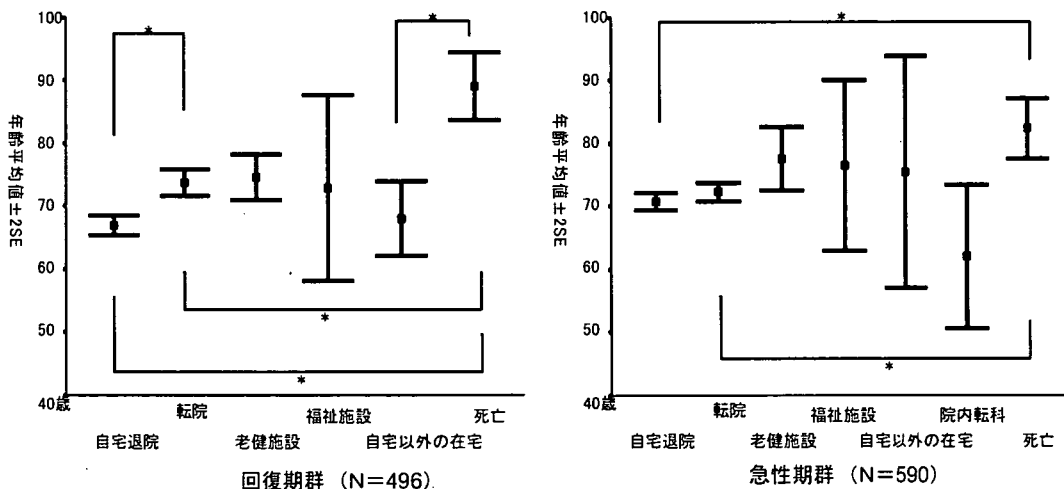 100
90
80
70
60
50
40歳
年齢平均値±2SE
*
*
*
*
転院
福祉施設
死亡
自宅退院
老健施設
自宅以外の在宅
回復期群 (N=496)
100
90
80
70
60
50
40歳
年齢平均値±2SE
*
*
転院
福祉施設
院内転科
自宅退院
老健施設
自宅以外の在宅
死亡
急性期群 (N=590)